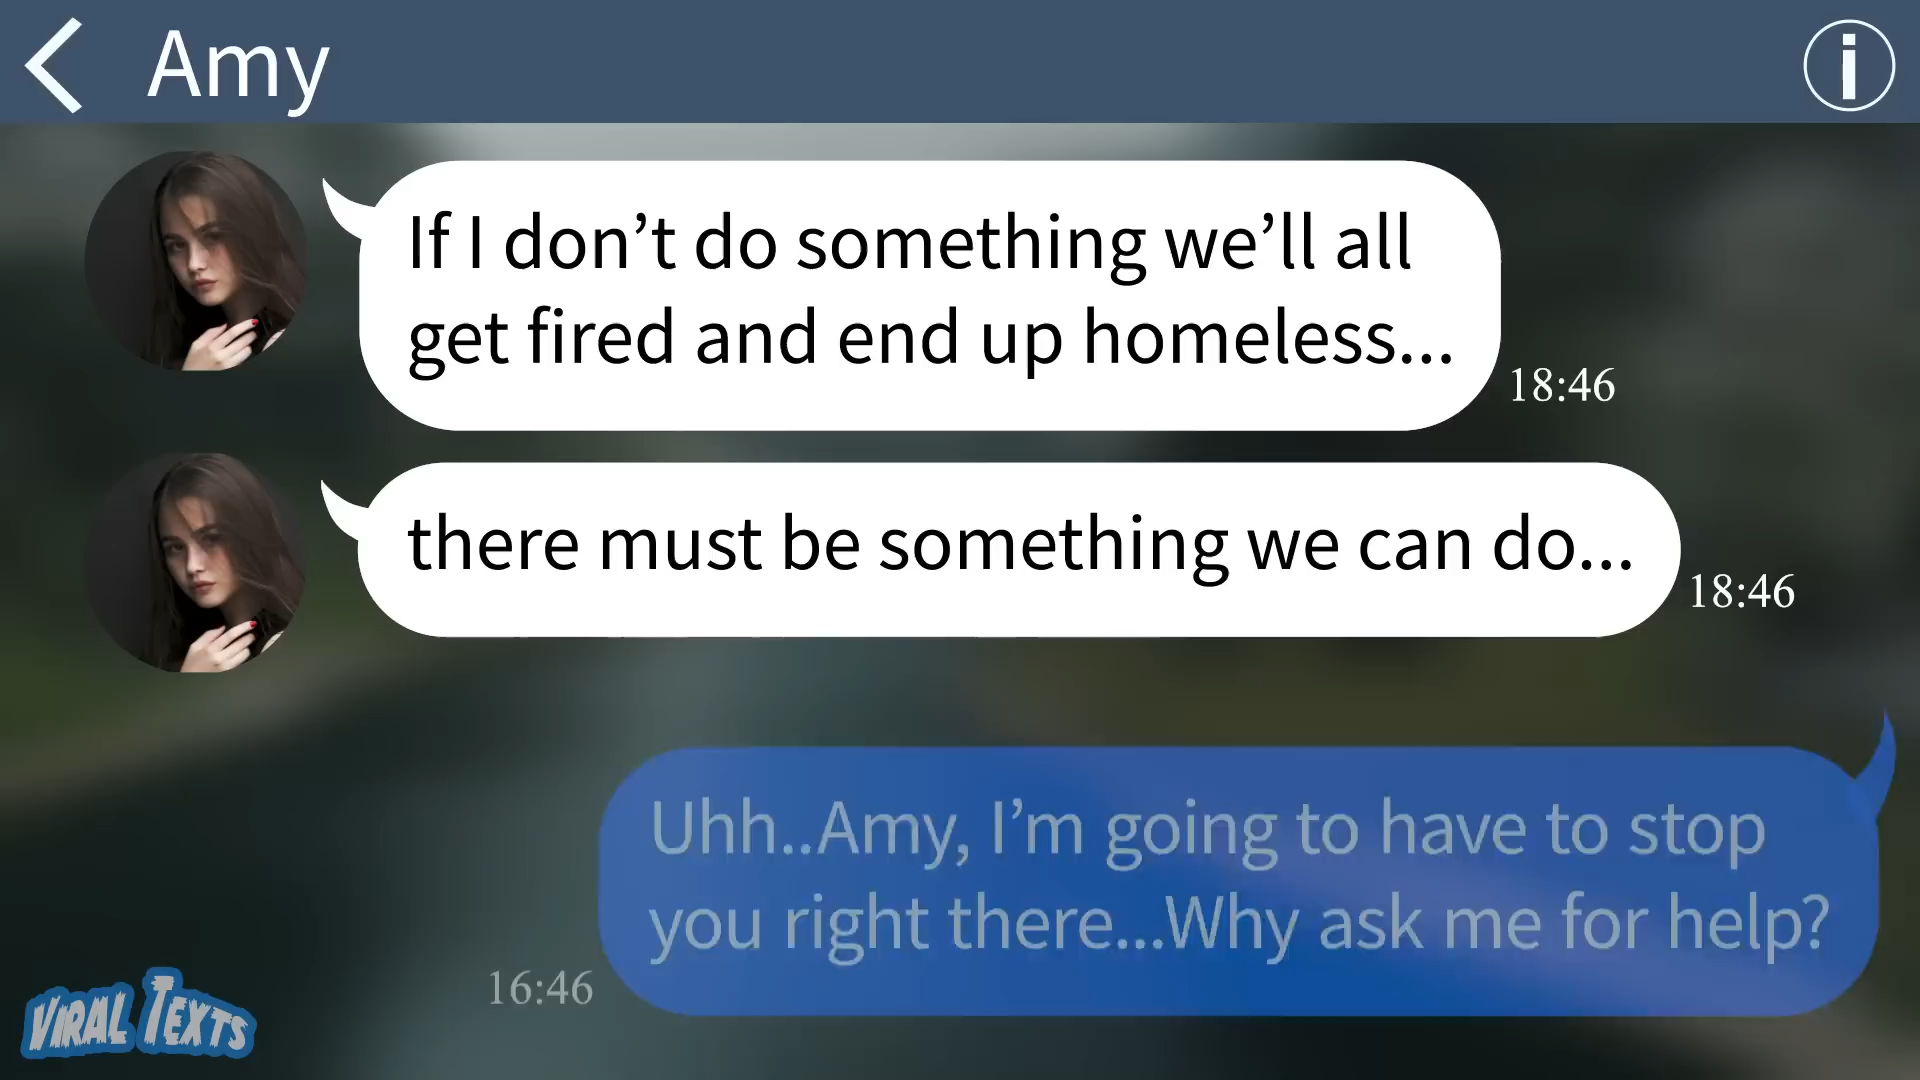 Amy
If I don’t do something we’ll all
get fired and end up homeless...
18:46
there must be something we can do...
18:46
Uhh..Amy, I’m going to have to stop
you right there...Why ask me for help?
16:46
VIRAL TEXTS